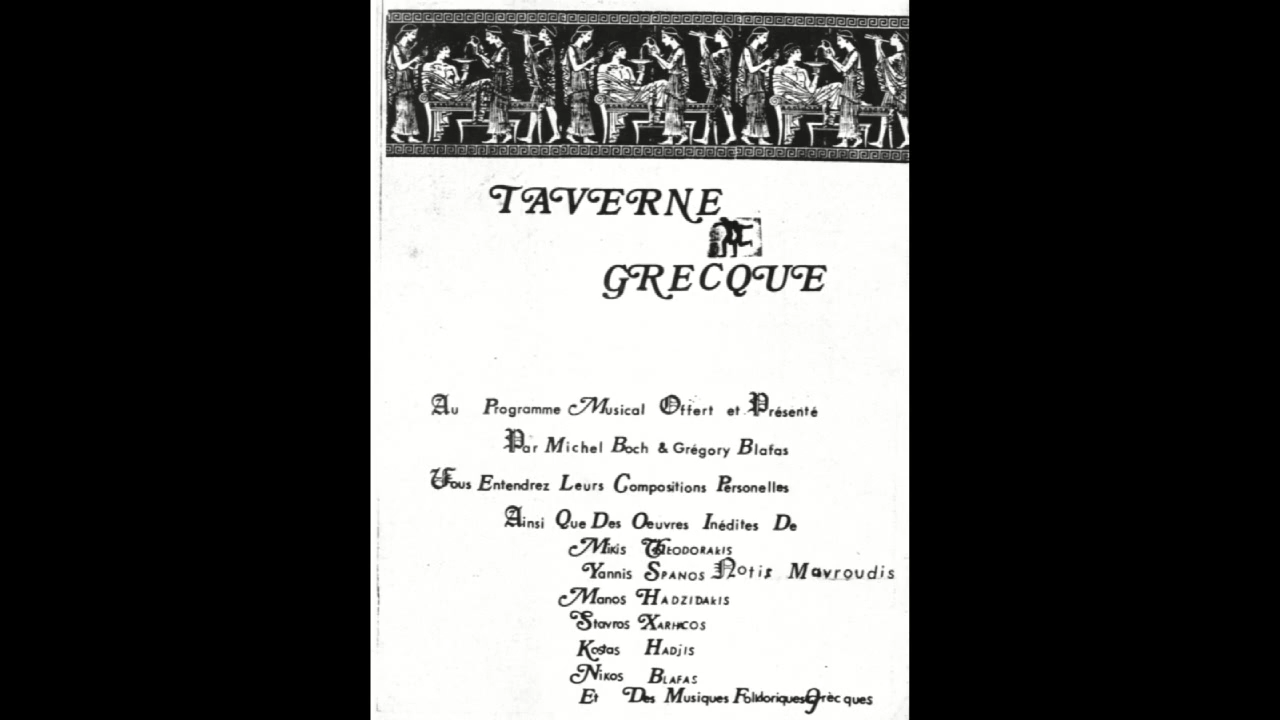 TAVERNE
GRECQUE
Au Programme Musical Offert et Présenté
Par Michel Boch & Grégory Blafas
Vous Entendrez Leurs Compositions Personelles
Ainsi Que Des Oeuvres Inédites De
Mikis THEODORAKIS
Yannis SPANOS Notis Mavroudis
Manos HADZIDAKIS
Stavros XARHCOS
Kostas HADJIS
Nikos BLAFAS
Et Des Musiques Folkloriques Grècques